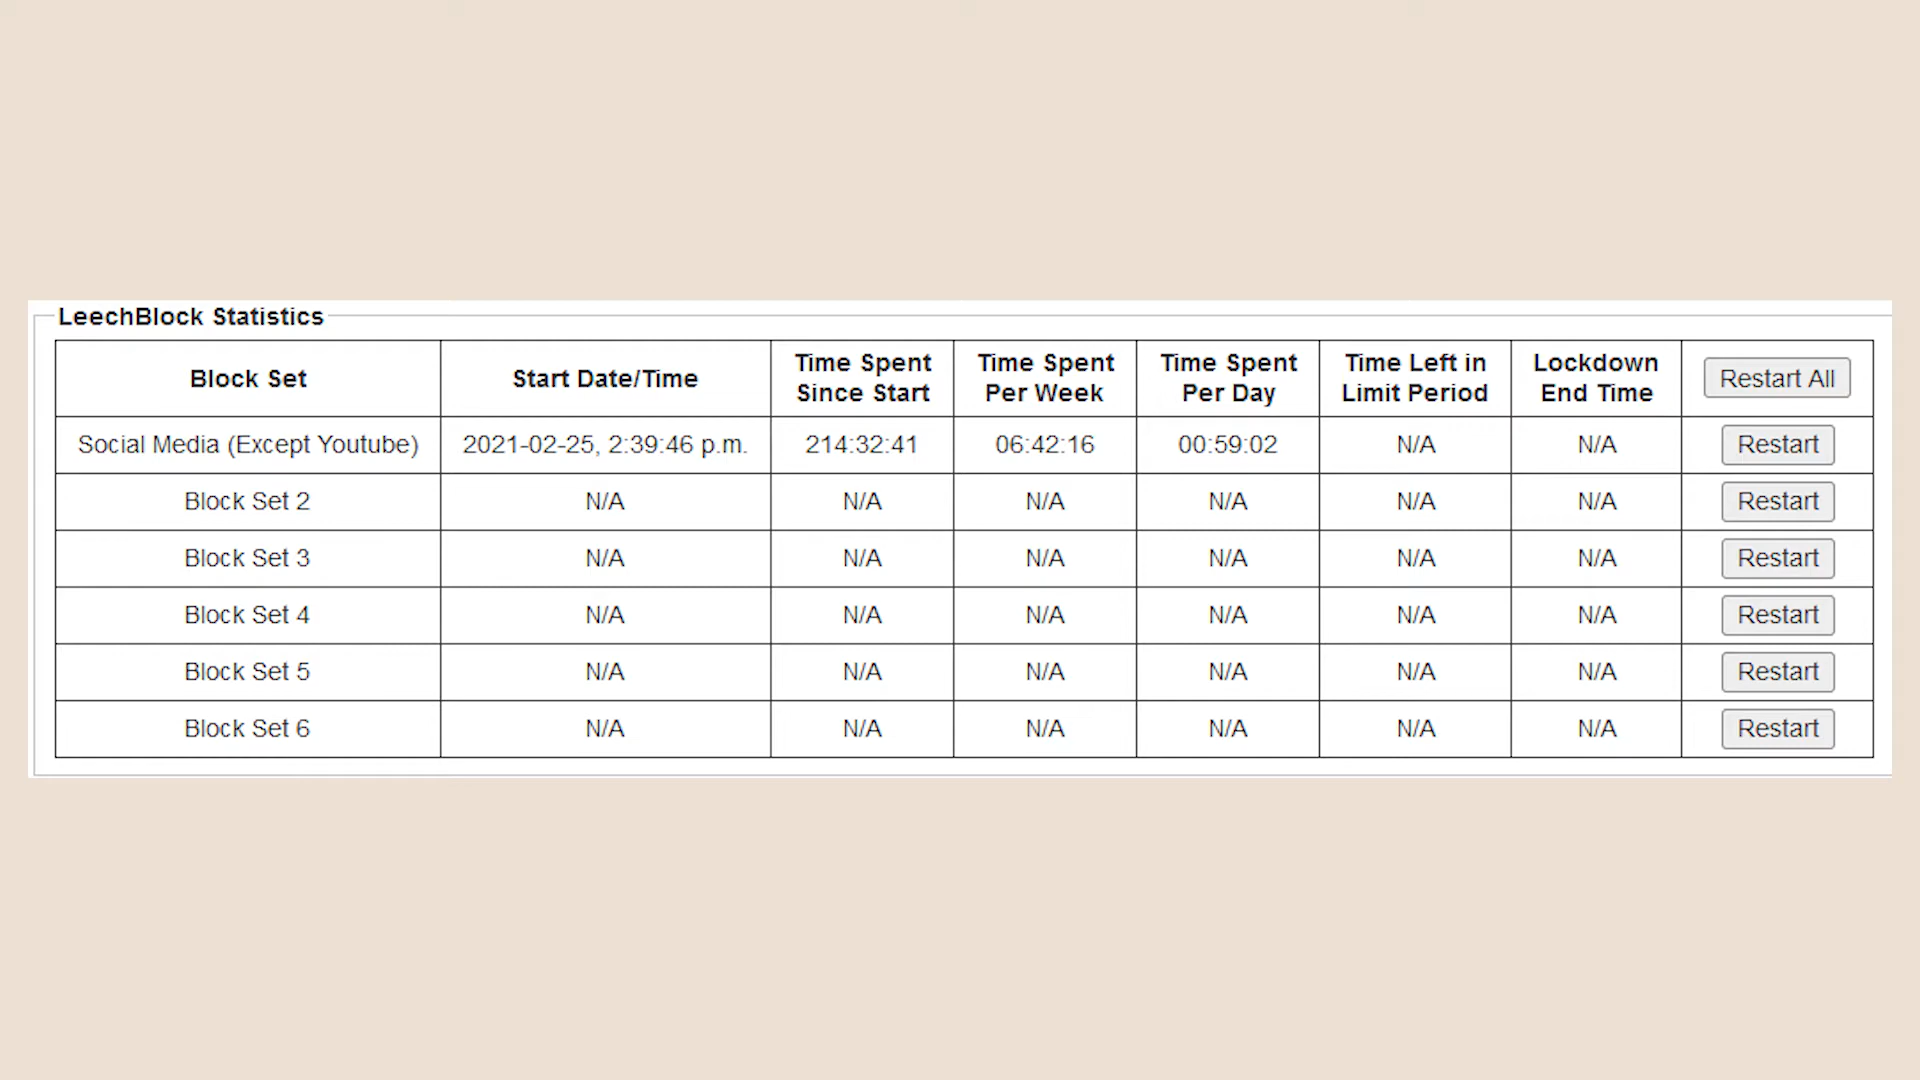 LeechBlock Statistics
Block Set Start Date/Time Time Spent Since Start Time Spent Per Week Time Spent Per Day Time Left in Limit Period Lockdown End Time Restart All
Social Media (Except Youtube) 2021-02-25, 2:39:46 p.m. 214:32:41 06:42:16 00:59:02 N/A N/A Restart
Block Set 2 N/A N/A N/A N/A N/A N/A Restart
Block Set 3 N/A N/A N/A N/A N/A N/A Restart
Block Set 4 N/A N/A N/A N/A N/A N/A Restart
Block Set 5 N/A N/A N/A N/A N/A N/A Restart
Block Set 6 N/A N/A N/A N/A N/A N/A Restart